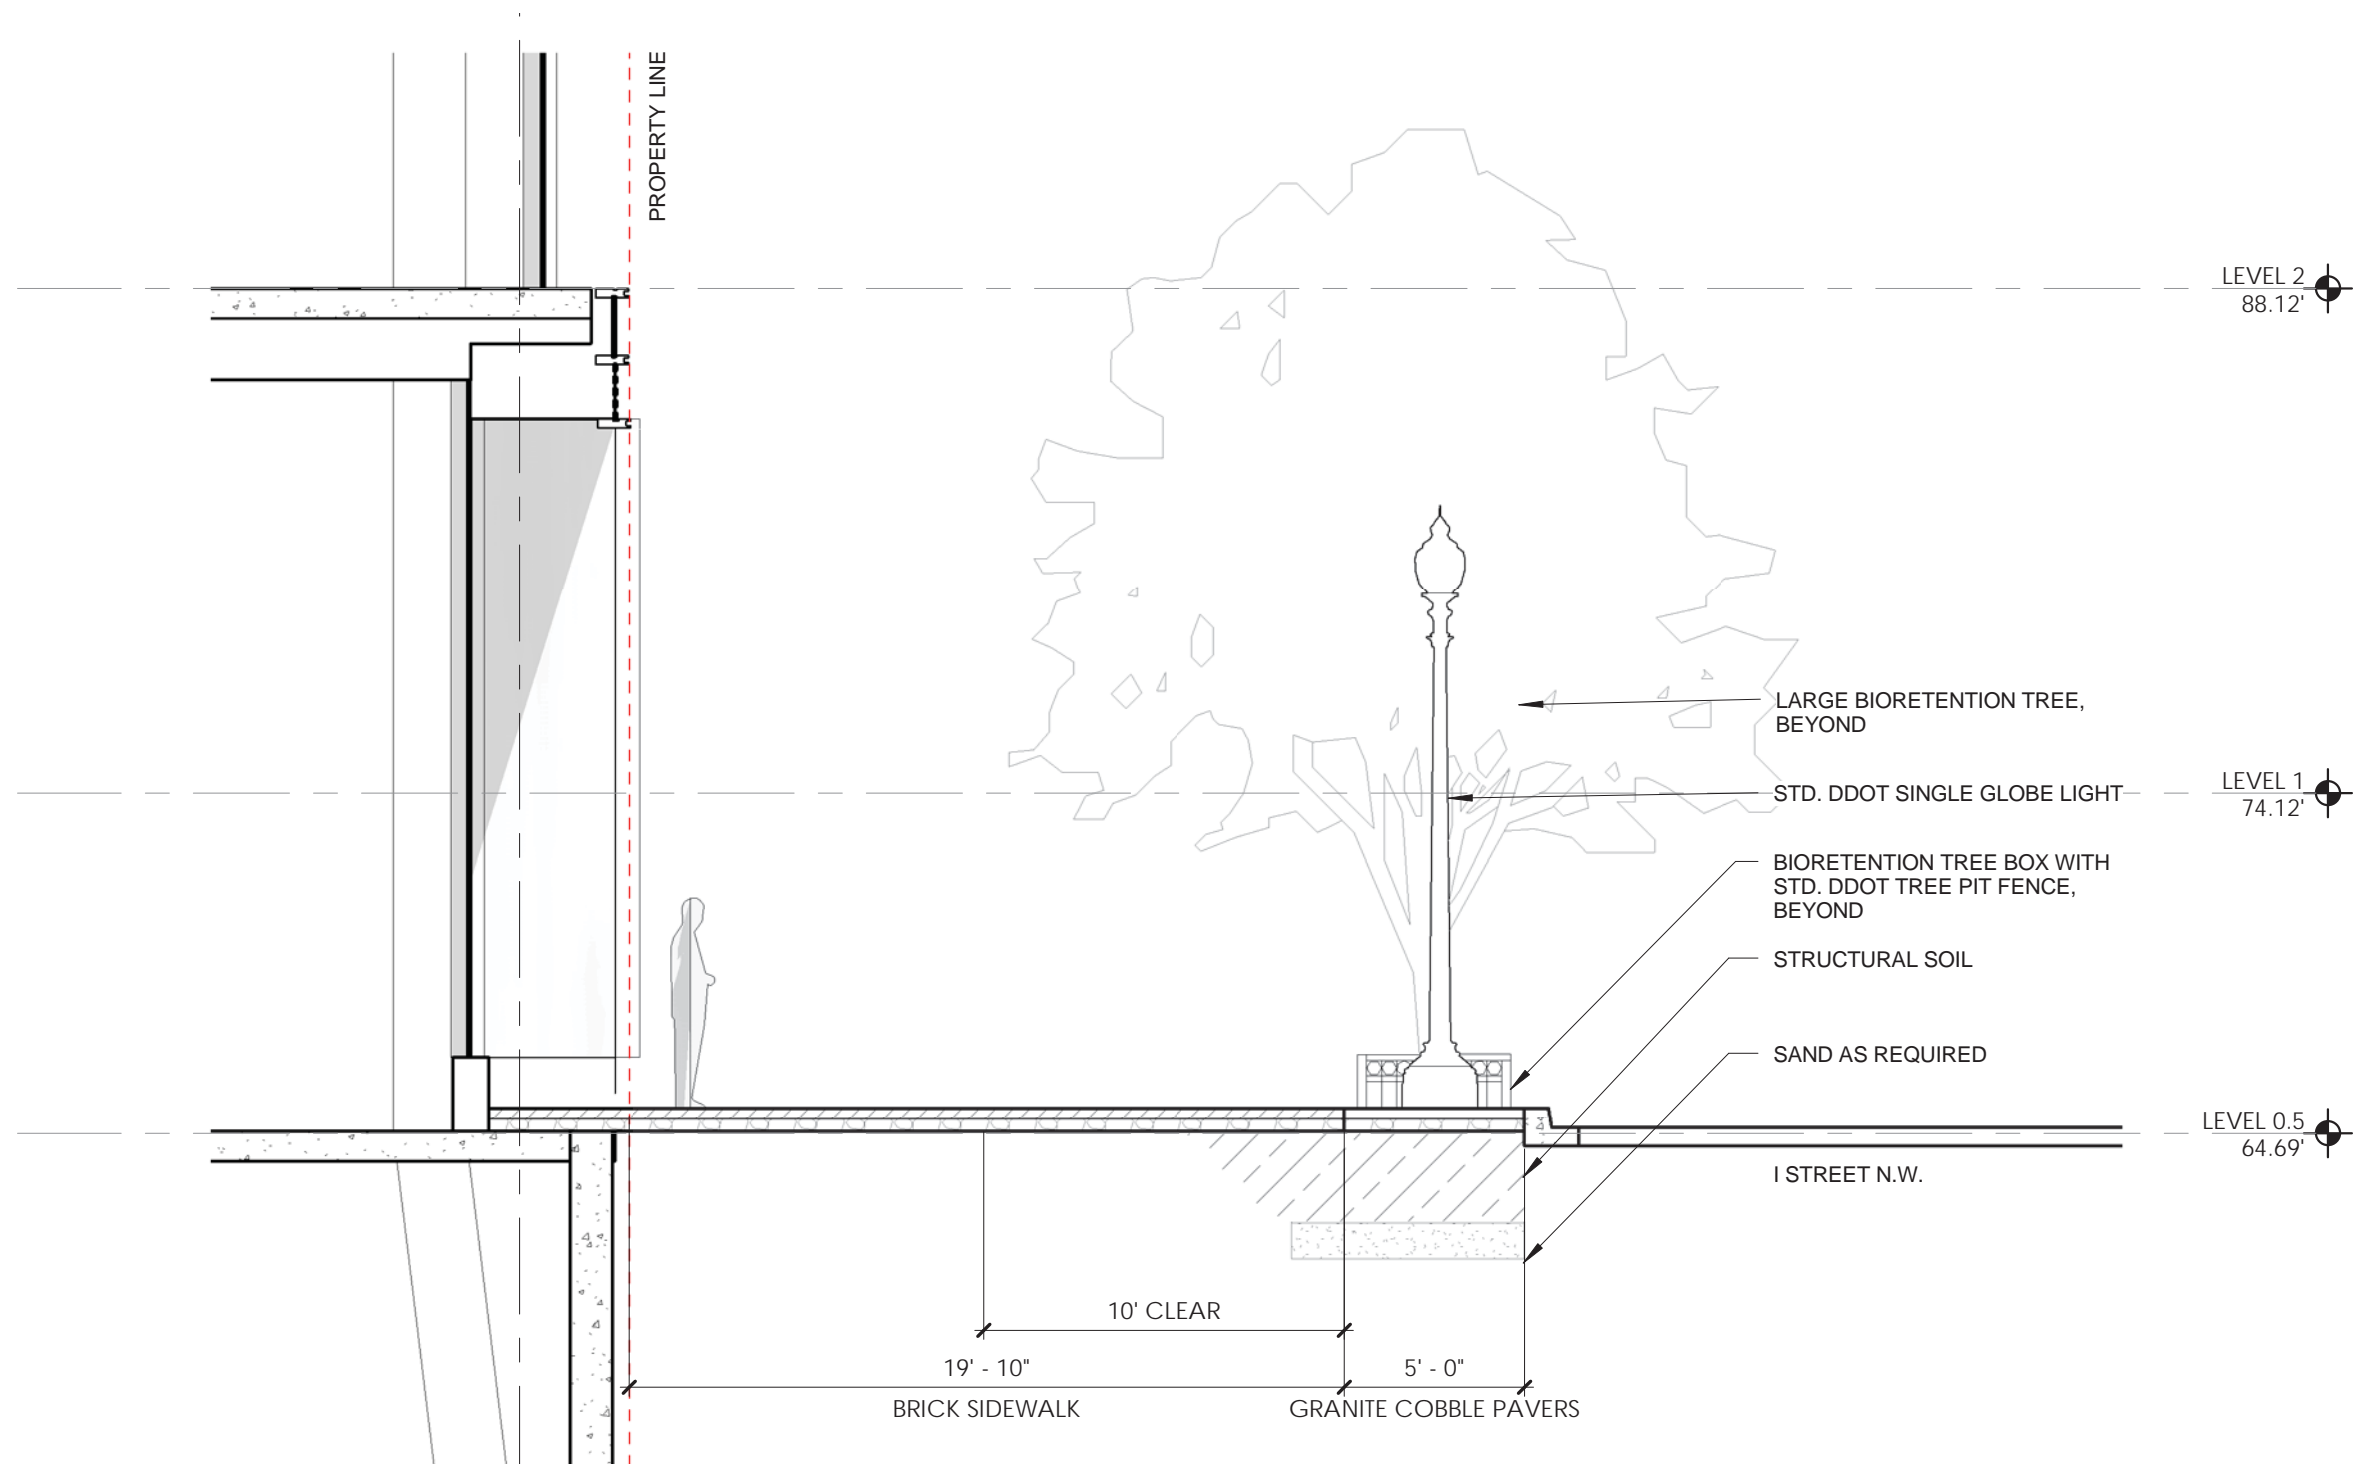 PROPERTY LINE
LEVEL 2
88.12'
LARGE BIORETENTION TREE,
BEYOND
STD. DDOT SINGLE GLOBE LIGHT
LEVEL 1
74.12'
BIORETENTION TREE BOX WITH
STD. DDOT TREE PIT FENCE,
BEYOND
STRUCTURAL SOIL
SAND AS REQUIRED
LEVEL 0.5
64.69'
I STREET N.W.
10' CLEAR
19' - 10"
5' - 0"
BRICK SIDEWALK
GRANITE COBBLE PAVERS